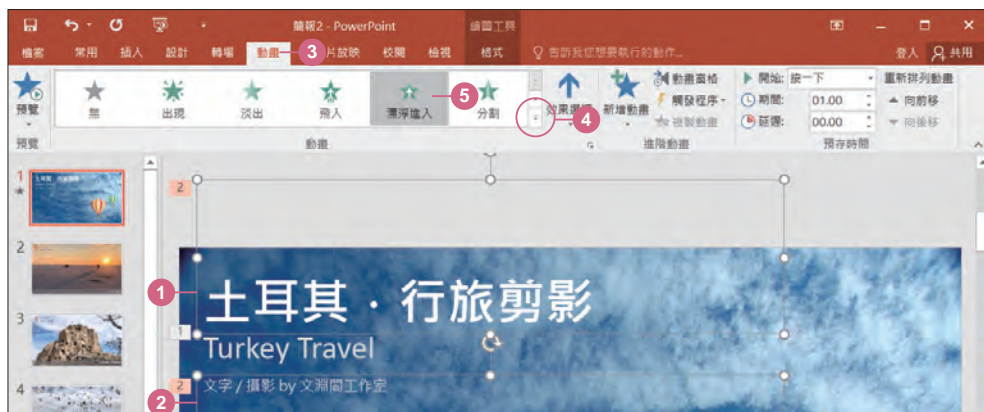 簡報2 - PowerPoint
繪圖工具
檔案 常用 插入 設計 轉場 動畫 3 片放映 校閱 檢視 格式 告訴我您想要執行的動作... 登入 共用
預覽 無 出現 淡出 飛入 漂浮進入 5 分割 4 效果選項 新增動畫
動畫窗格
觸發程序
複製動畫
開始: 按一下
期間: 01.00
延遲: 00.00
重新排列動畫
向前移
向後移
預覽 動畫 進階動畫 預存時間
1
2
3
4
2
1 土耳其．行旅剪影
1
Turkey Travel
2 文字 / 攝影 by 文淵閣工作室
2